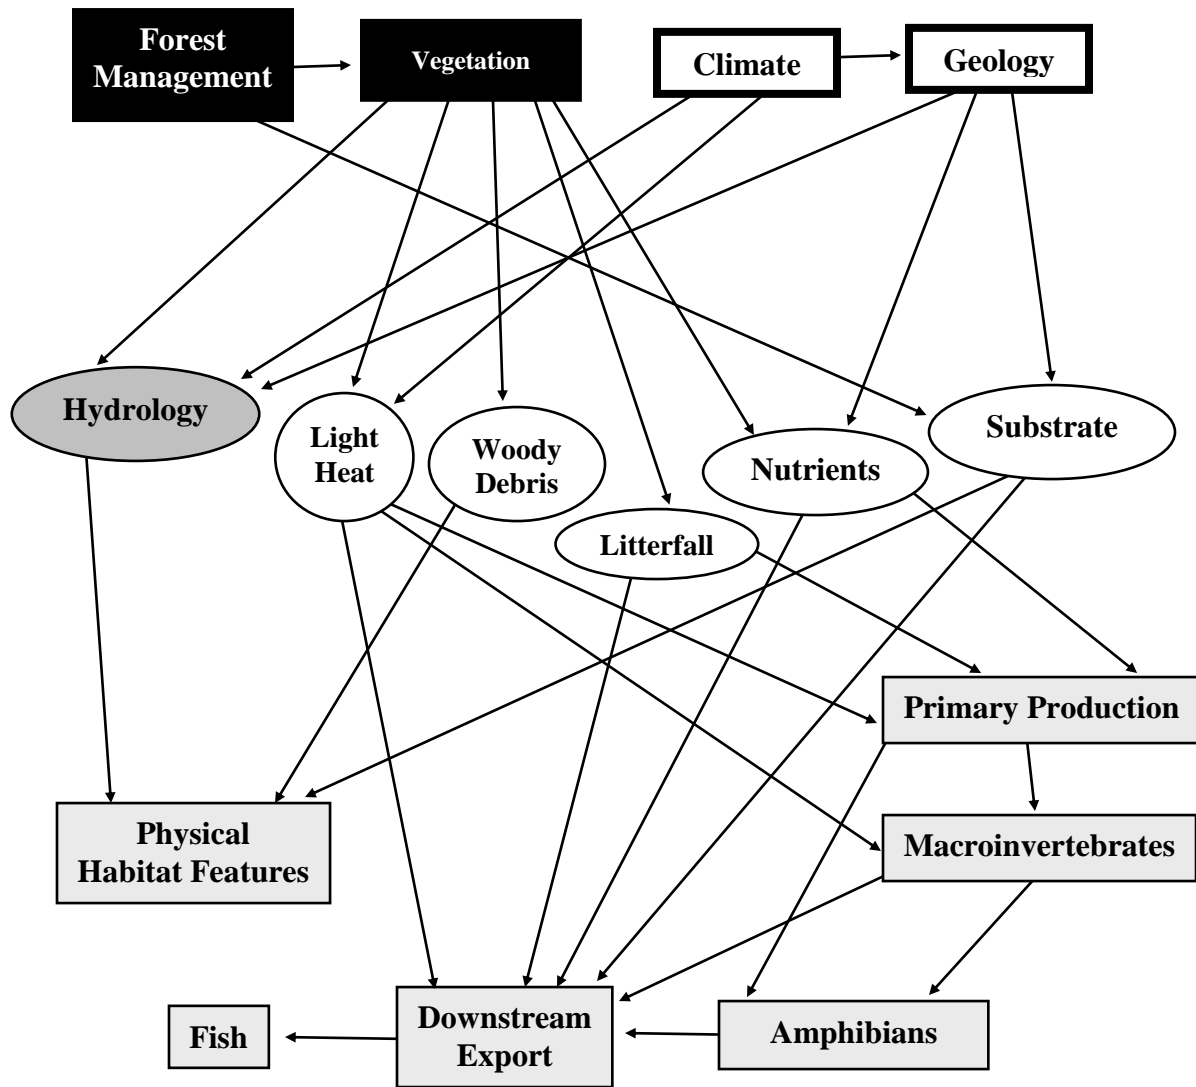 Forest
Management
Vegetation
Climate
Geology
Hydrology
Light
Heat
Woody
Debris
Litterfall
Nutrients
Substrate
Primary Production
Physical
Habitat Features
Macroinvertebrates
Fish
Downstream
Export
Amphibians